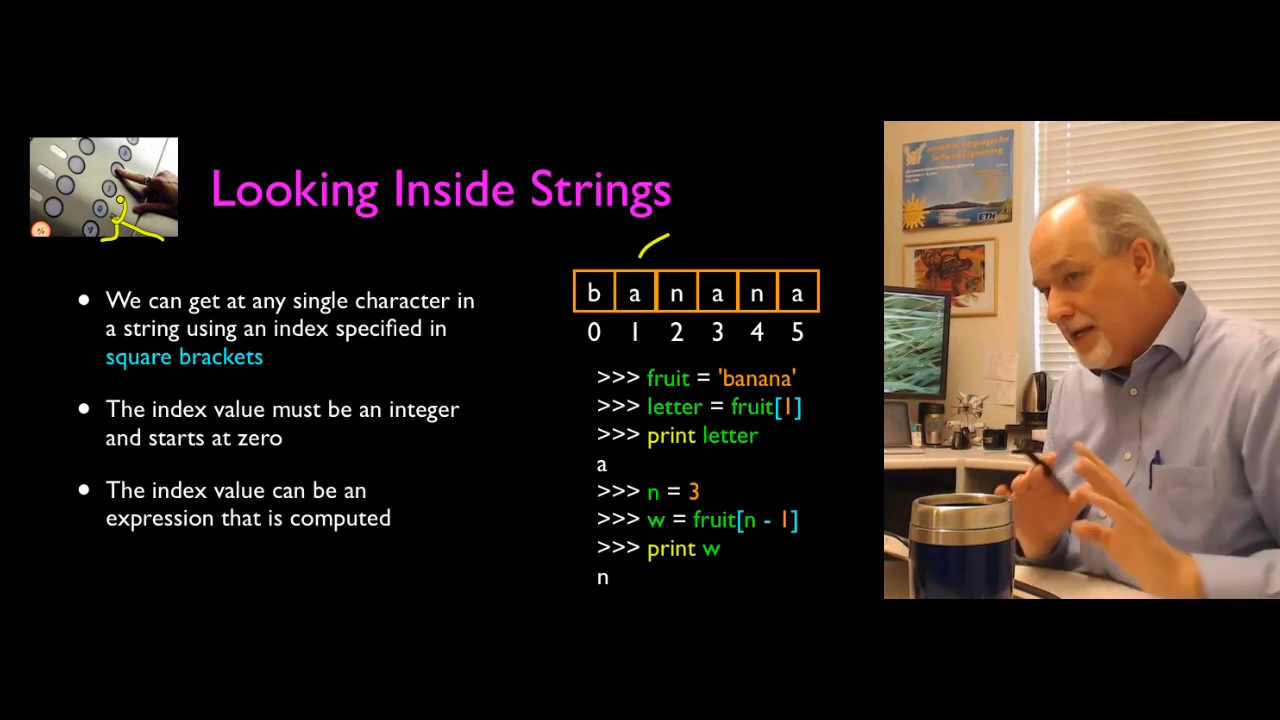 Looking Inside Strings
• We can get at any single character in
a string using an index specified in
square brackets
• The index value must be an integer
and starts at zero
• The index value can be an
expression that is computed
b a n a n a
0 1 2 3 4 5
>>> fruit = 'banana'
>>> letter = fruit[1]
>>> print letter
a
>>> n = 3
>>> w = fruit[n - 1]
>>> print w
n
Software Engineering
ETH